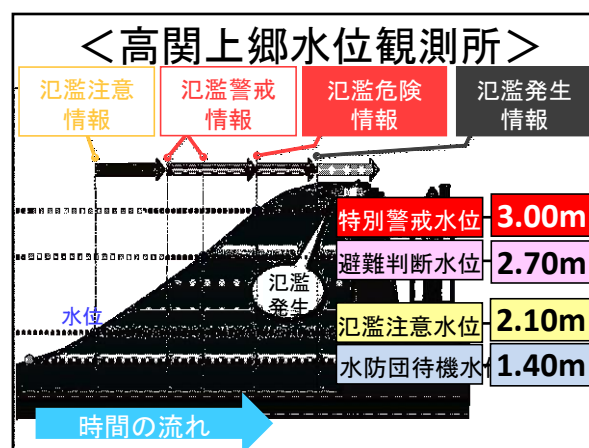 ＜高関上郷水位観測所＞
氾濫注意
情報
氾濫警戒
情報
氾濫危険
情報
氾濫発生
情報
特別警戒水位
3.00m
避難判断水位
2.70m
氾濫
発生
水位
氾濫注意水位
2.10m
水防団待機水
1.40m
時間の流れ